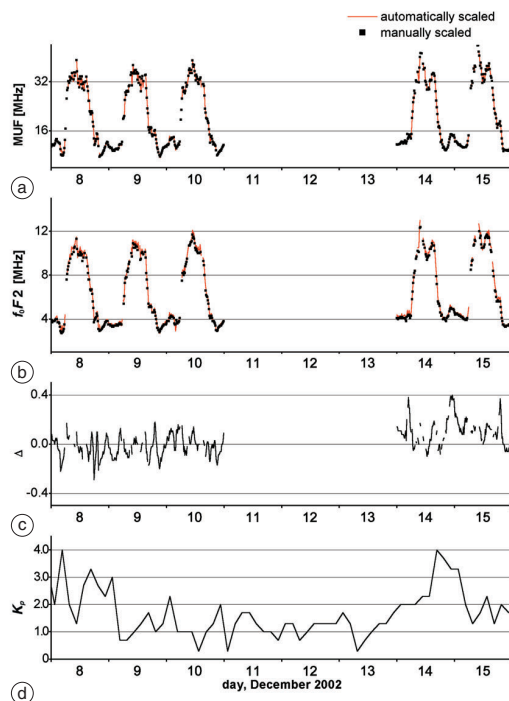 automatically scaled
manually scaled
a
MUF [MHz]
32
16
8 9 10 11 12 13 14 15
b
f₀F2 [MHz]
12
8
4
8 9 10 11 12 13 14 15
c
Δ
0.4
0.0
-0.4
8 9 10 11 12 13 14 15
d
Kp
4.0
3.0
2.0
1.0
0
8 9 10 11 12 13 14 15
day, December 2002